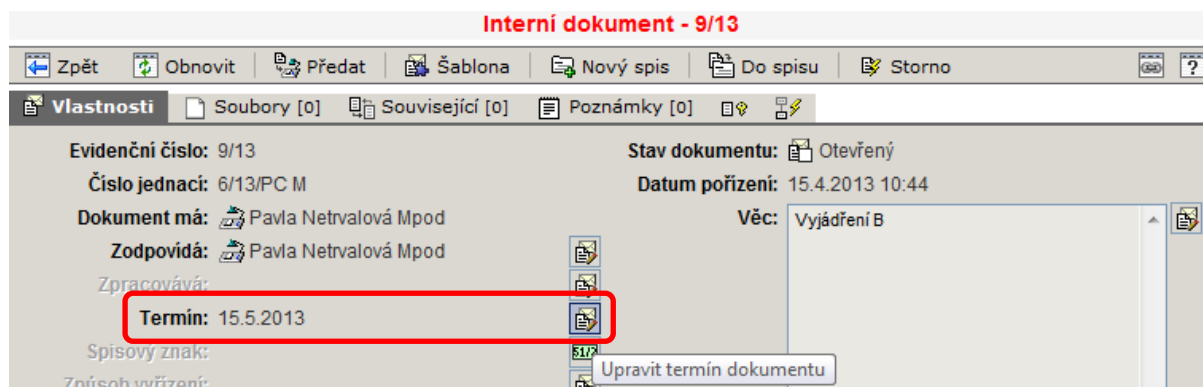 Interní dokument - 9/13
Zpět Obnovit Předat Šablona Nový spis Do spisu Storno ?
Vlastnosti Soubory [0] Související [0] Poznámky [0]
Evidenční číslo: 9/13 Stav dokumentu: Otevřený
Číslo jednací: 6/13/PC M Datum pořízení: 15.4.2013 10:44
Dokument má: Pavla Netrvalová Mpod Věc: Vyjádření B
Zodpovídá: Pavla Netrvalová Mpod
Zpracovává:
Termín: 15.5.2013
Spisový znak:
Upravit termín dokumentu
Způsob vyřízení: